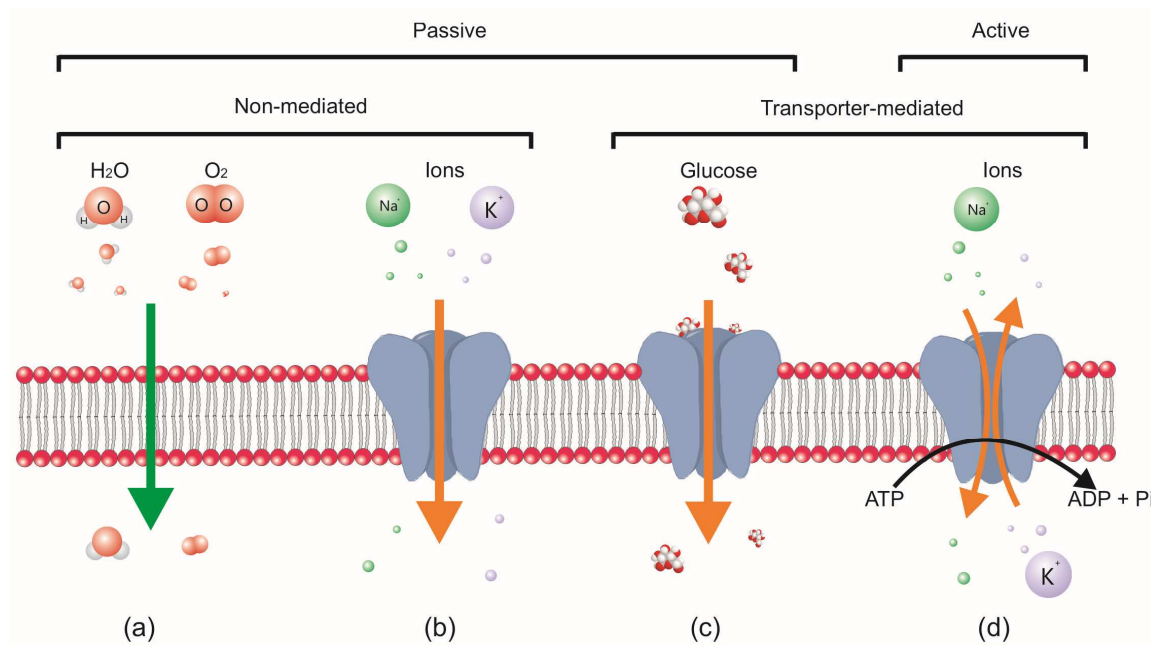 Passive
Active
Non-mediated
Transporter-mediated
H2O
O2
Ions
Glucose
Ions
O
H
H
O O
Na+
K+
Na+
ATP
ADP + Pi
K+
(a)
(b)
(c)
(d)